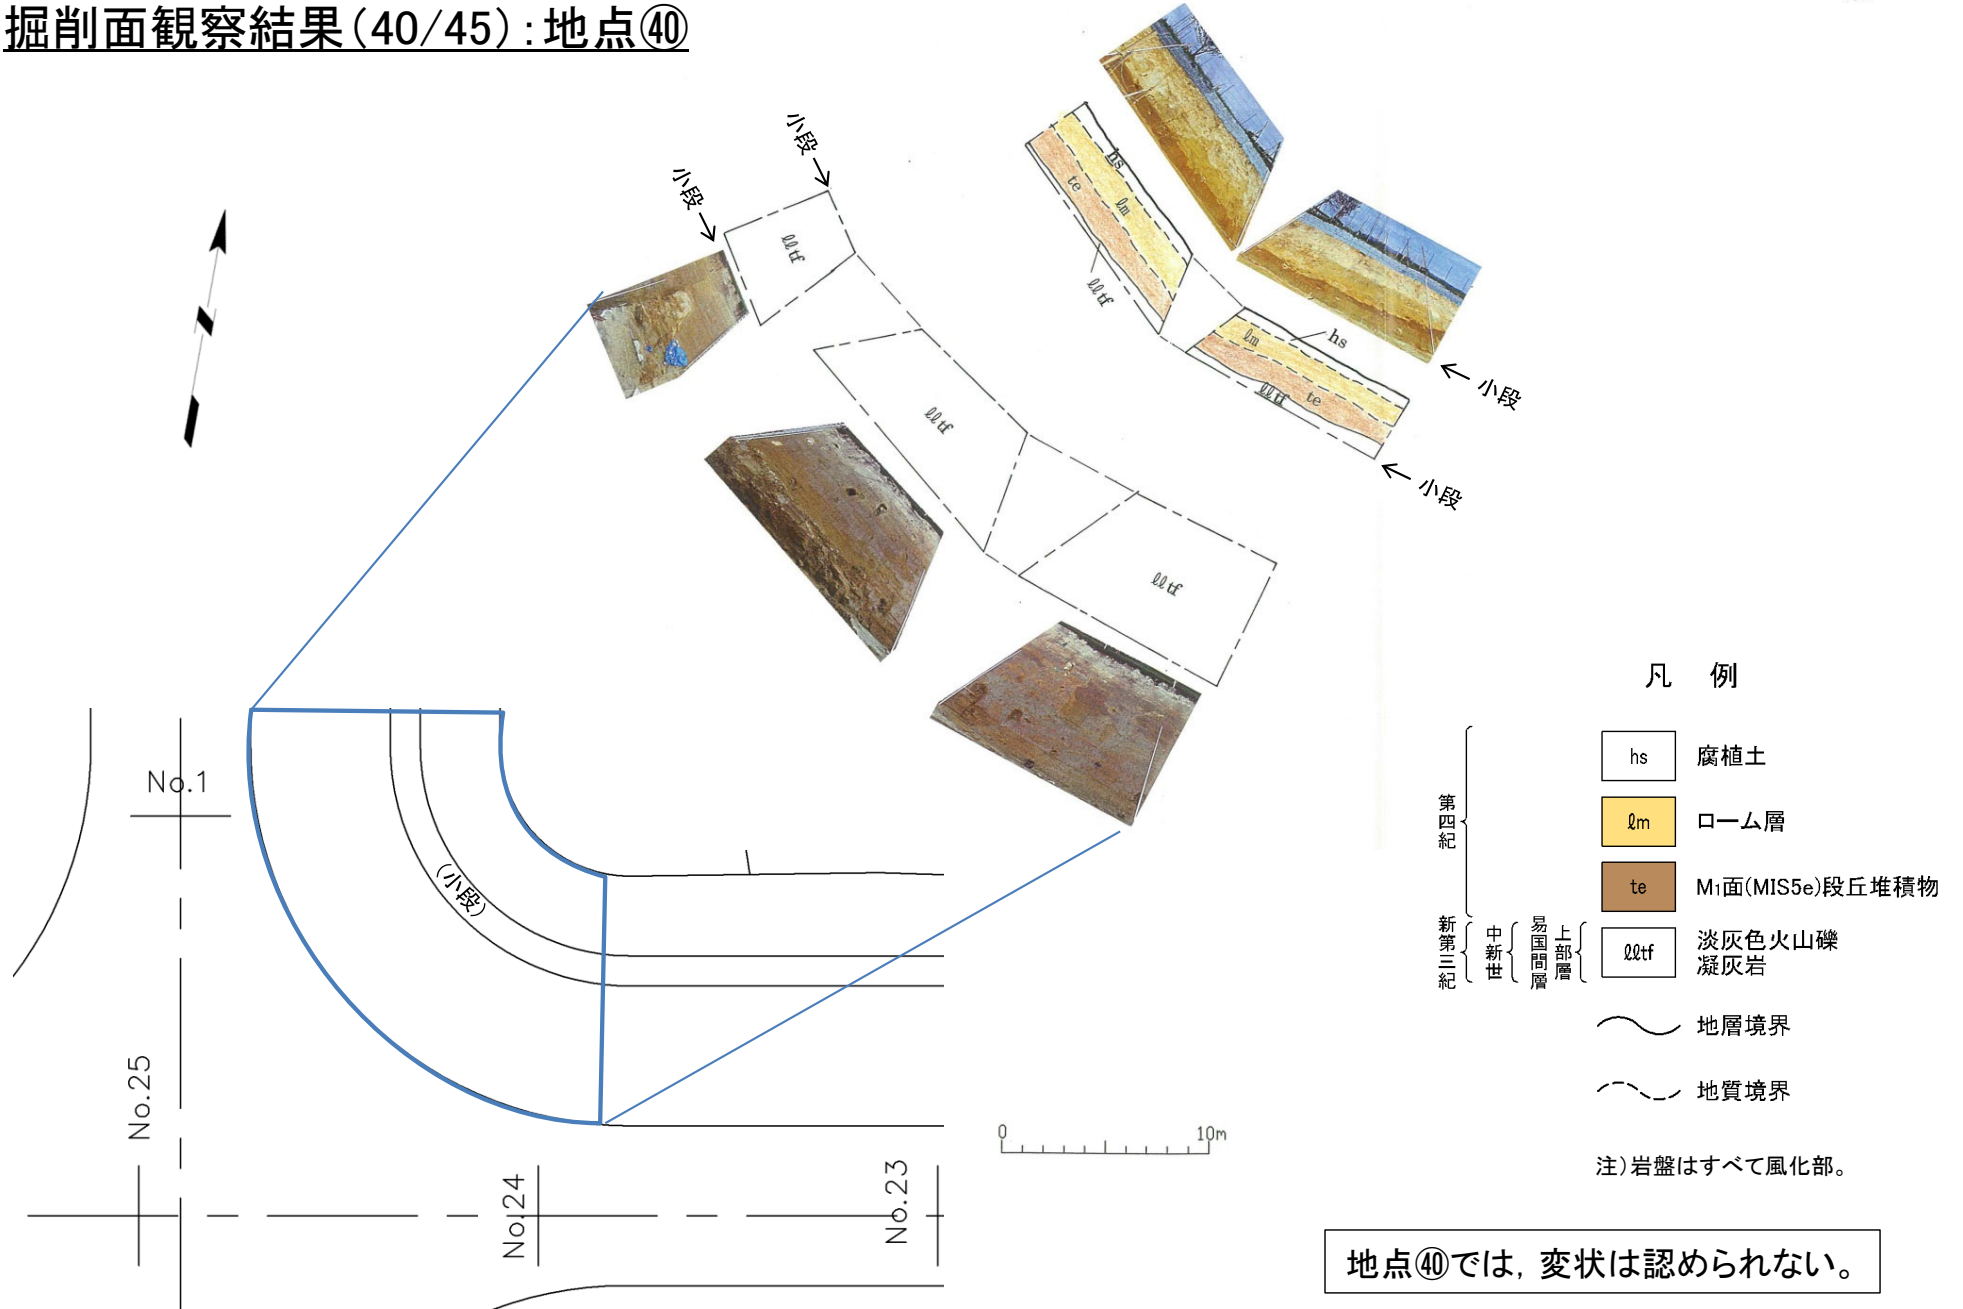 掘削面観察結果(40/45):地点㊵
小段
小段
hs
te
ℓm
ℓℓtf
ℓℓtf
hs
ℓm
te
ℓℓtf
小段
小段
ℓℓtf
ℓℓtf
No.1
(小段)
No.25
No.24
No.23
0 10m
凡 例
第四紀
hs 腐植土
ℓm ローム層
te M1面(MIS5e)段丘堆積物
新第三紀 中新世 易国間層 上部層
ℓℓtf 淡灰色火山礫
凝灰岩
地層境界
地質境界
注)岩盤はすべて風化部。
地点㊵では,変状は認められない。